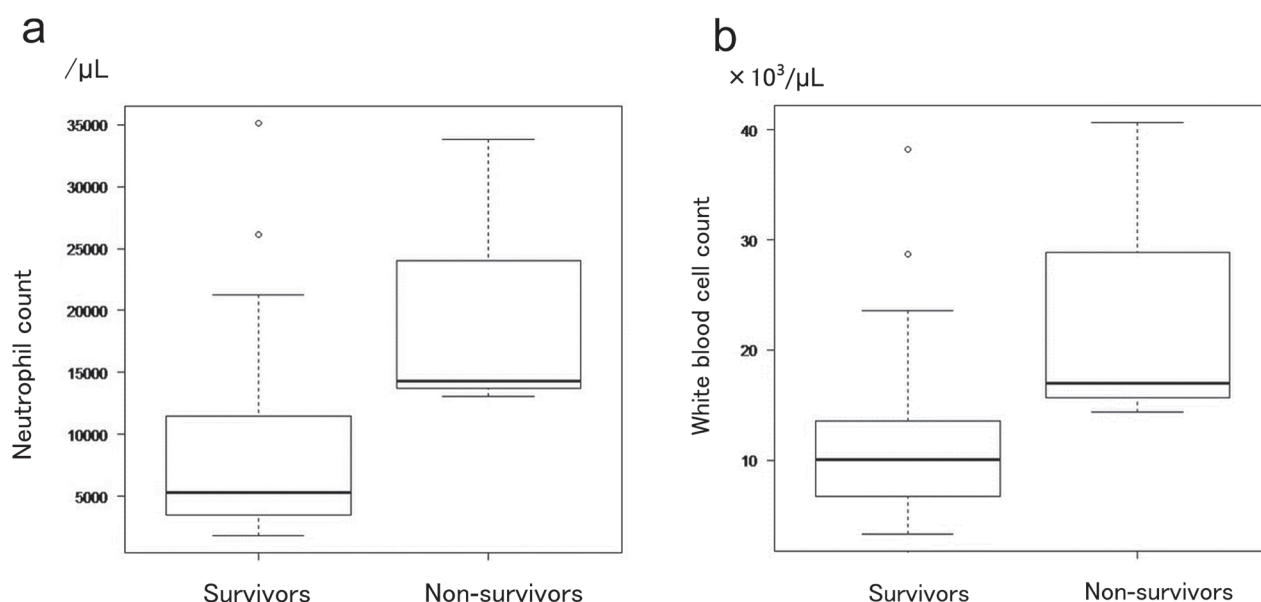 a
/μL
Neutrophil count
35000
30000
25000
20000
15000
10000
5000
Survivors
Non-survivors
b
×10³/μL
White blood cell count
40
30
20
10
Survivors
Non-survivors